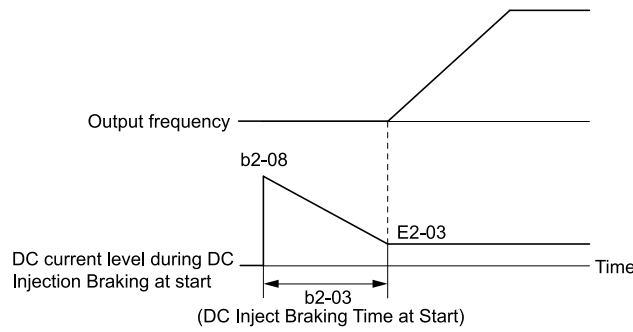 Output frequency
b2-08
E2-03
DC current level during DC
Injection Braking at start
Time
b2-03
(DC Inject Braking Time at Start)